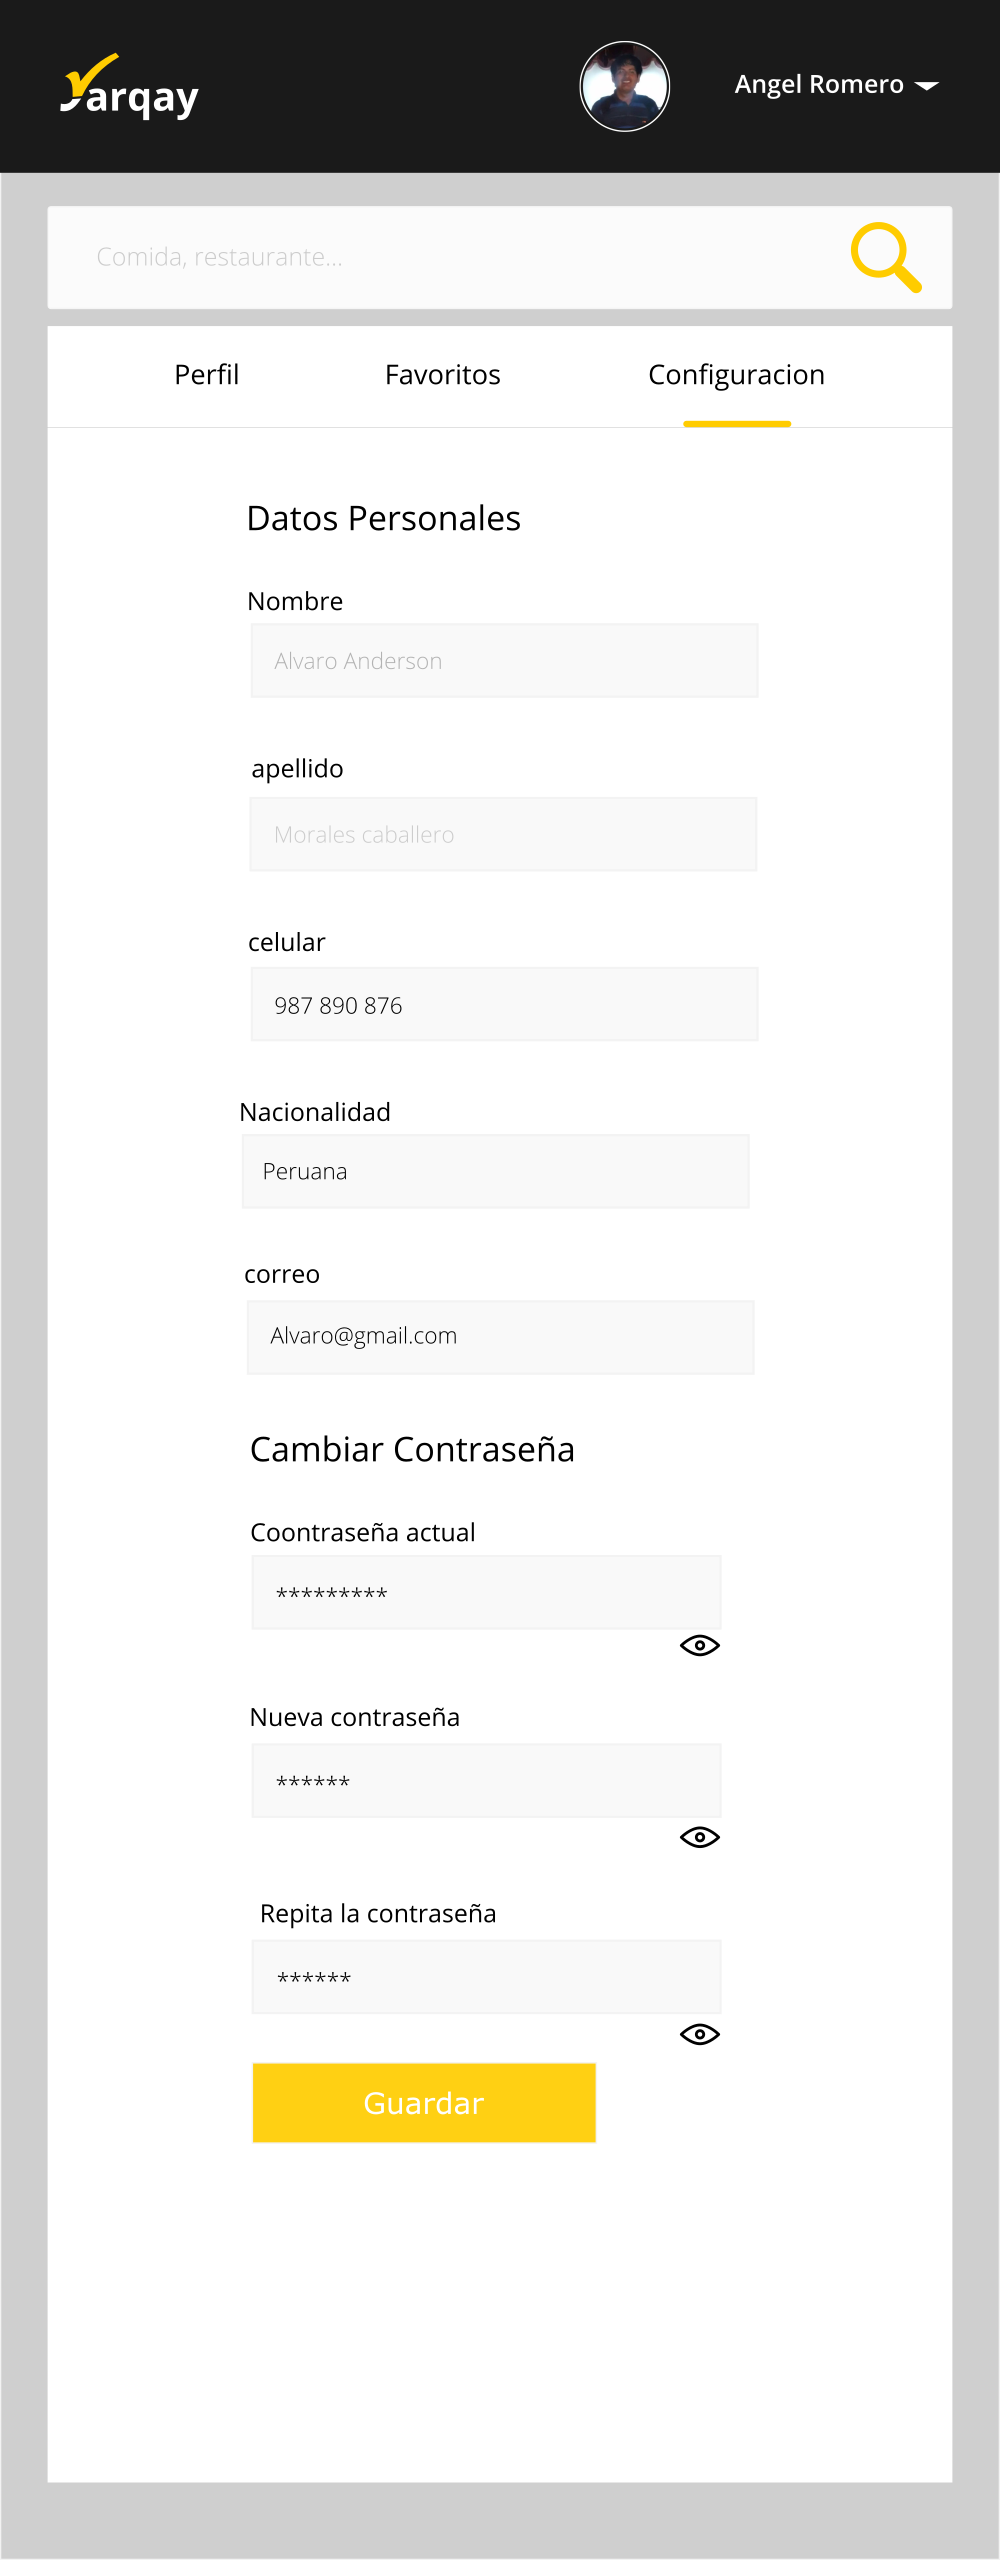 Yarqay
Angel Romero
Comida, restaurante...
Perfil Favoritos Configuracion
Datos Personales
Nombre
Alvaro Anderson
apellido
Morales caballero
celular
987 890 876
Nacionalidad
Peruana
correo
Alvaro@gmail.com
Cambiar Contraseña
Coontraseña actual
*********
Nueva contraseña
******
Repita la contraseña
******
Guardar